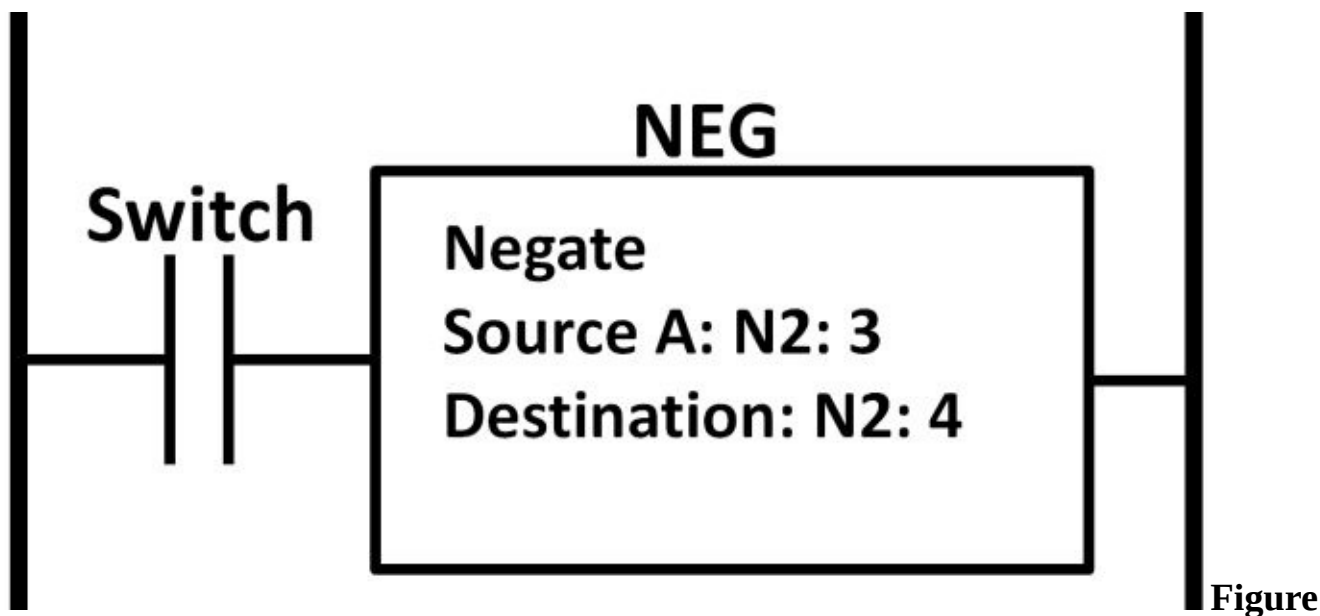 NEG
Switch
Negate
Source A: N2: 3
Destination: N2: 4
Figure